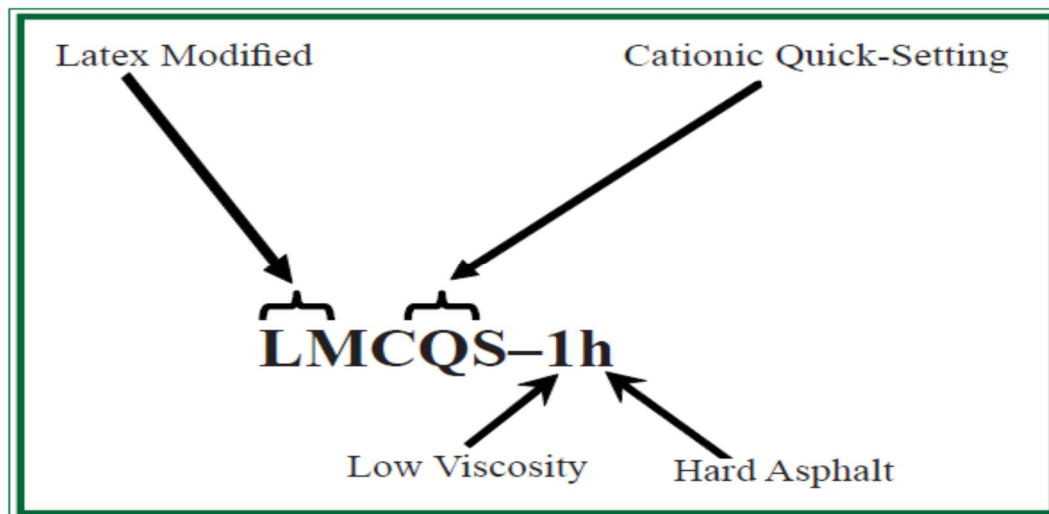 Latex Modified
Cationic Quick-Setting
LMCQS–1h
Low Viscosity
Hard Asphalt